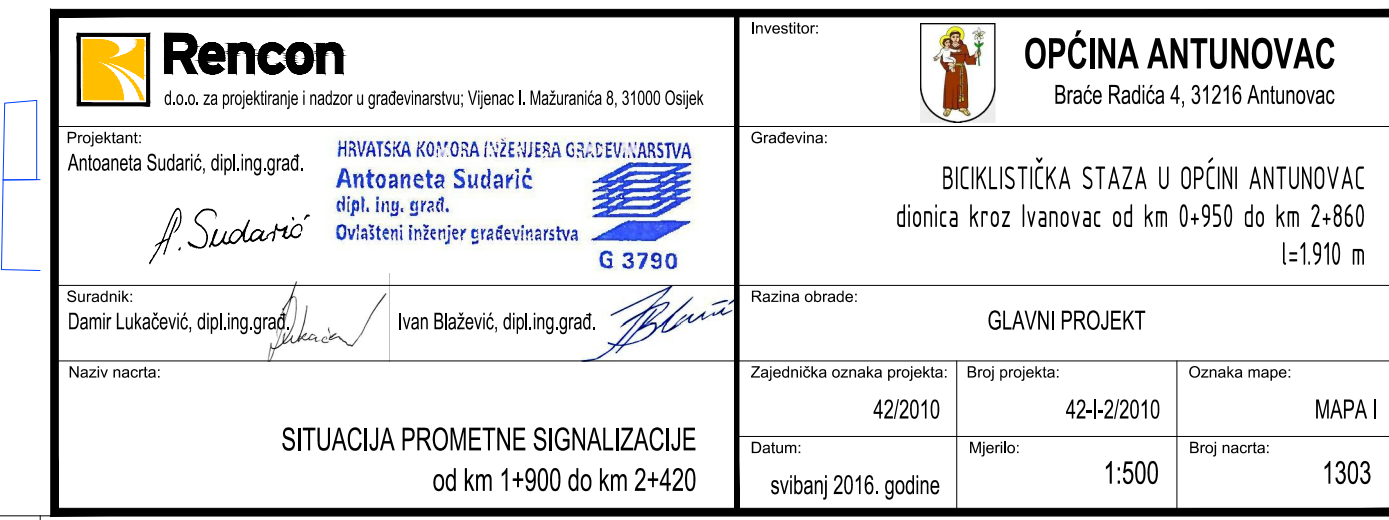 Rencon
d.o.o. za projektiranje i nadzor u građevinarstvu; Vijenac I. Mažuranića 8, 31000 Osijek
Investitor:
OPĆINA ANTUNOVAC
Braće Radića 4, 31216 Antunovac
Projektant:
Antoaneta Sudarić, dipl.ing.građ.
HRVATSKA KOMORA INŽENJERA GRAĐEVINARSTVA
Antoaneta Sudarić
dipl. ing. građ.
Ovlašteni inženjer građevinarstva
G 3790
A. Sudarić
Građevina:
BICIKLISTIČKA STAZA U OPĆINI ANTUNOVAC
dionica kroz Ivanovac od km 0+950 do km 2+860
l=1.910 m
Suradnik:
Damir Lukačević, dipl.ing.građ.
Ivan Blažević, dipl.ing.građ.
Razina obrade:
GLAVNI PROJEKT
Naziv nacrta:
SITUACIJA PROMETNE SIGNALIZACIJE
od km 1+900 do km 2+420
Zajednička oznaka projekta:
42/2010
Broj projekta:
42-I-2/2010
Oznaka mape:
MAPA I
Datum:
svibanj 2016. godine
Mjerilo:
1:500
Broj nacrta:
1303